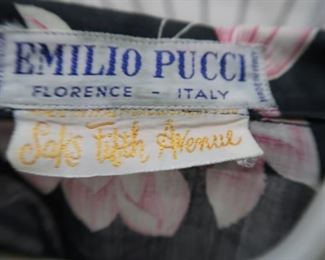 EMILIO PUCCI
FLORENCE - ITALY
Saks Fifth Avenue